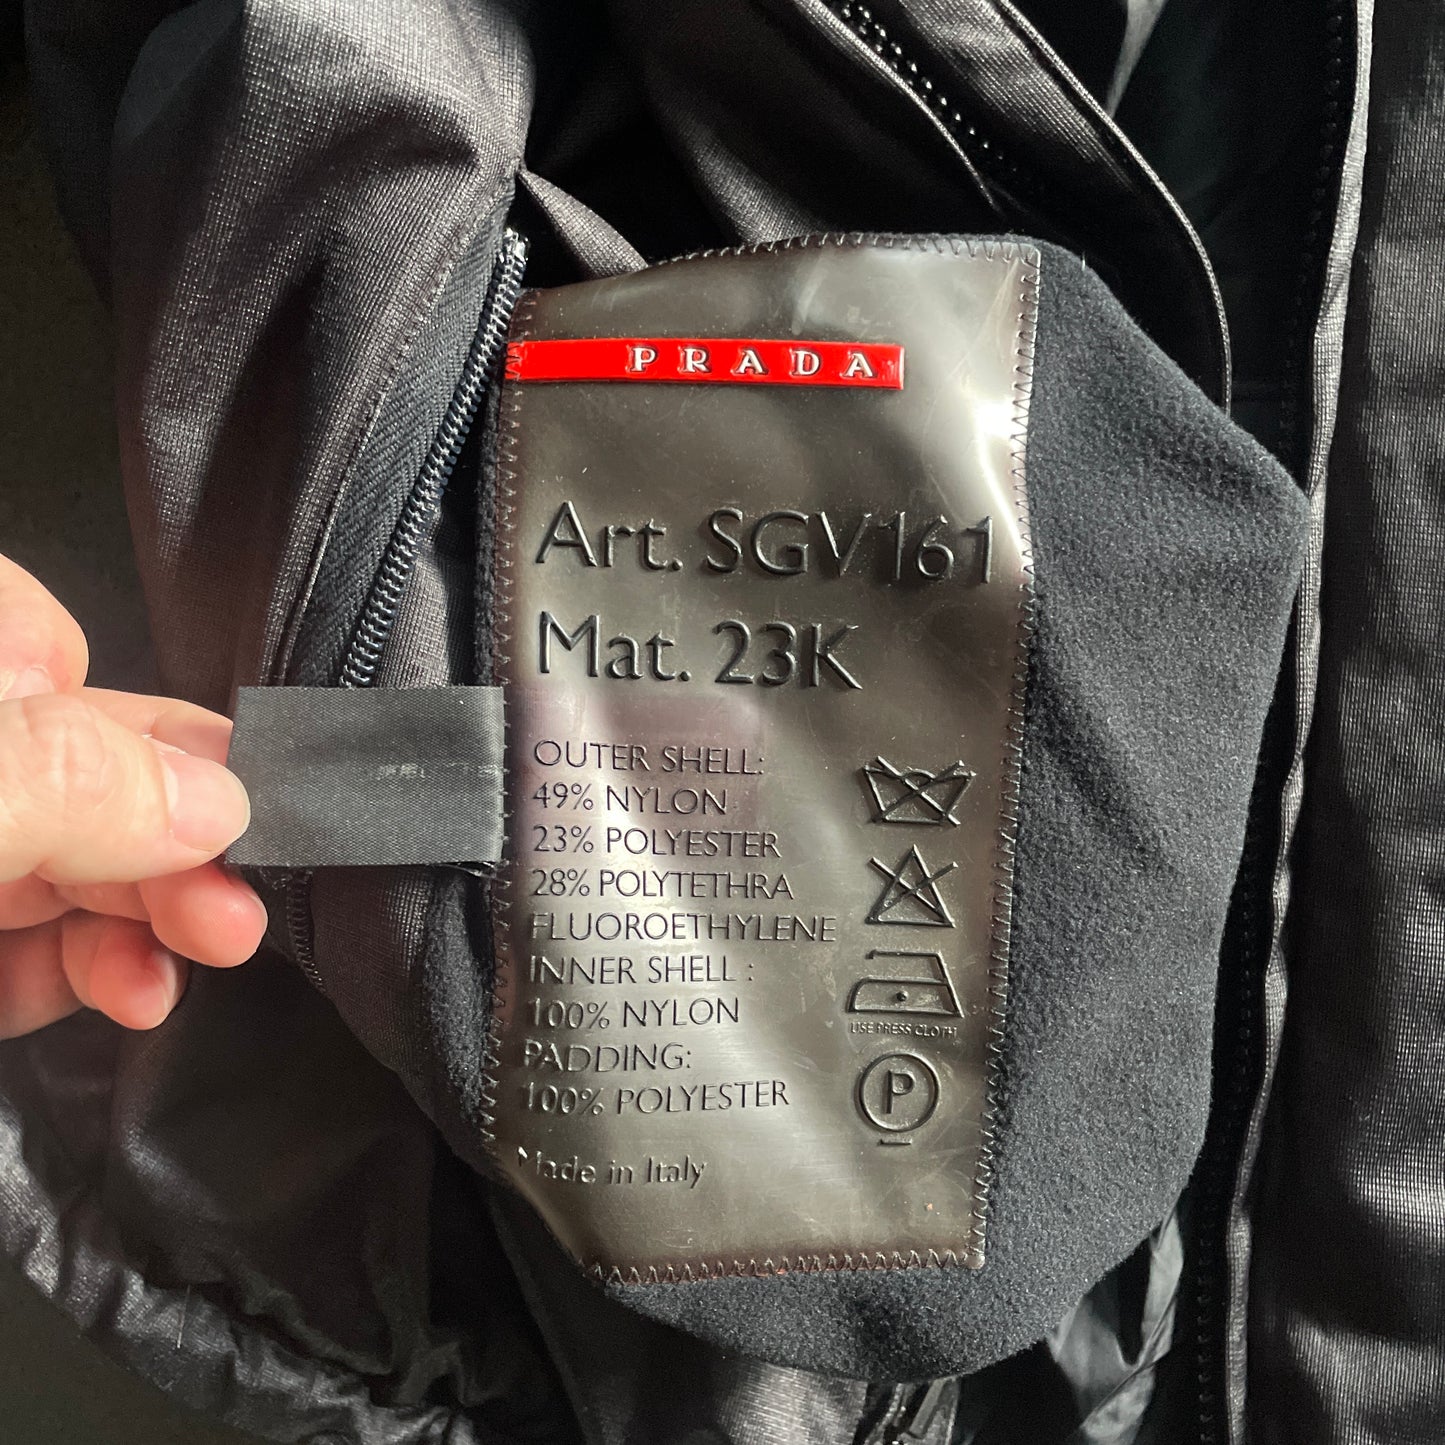 PRADA
Art. SGV161
Mat. 23K
OUTER SHELL:
49% NYLON
23% POLYESTER
28% POLYTETHRA
FLUOROETHYLENE
INNER SHELL :
100% NYLON
PADDING:
100% POLYESTER
USE PRESS CLOTH
P
Made in Italy